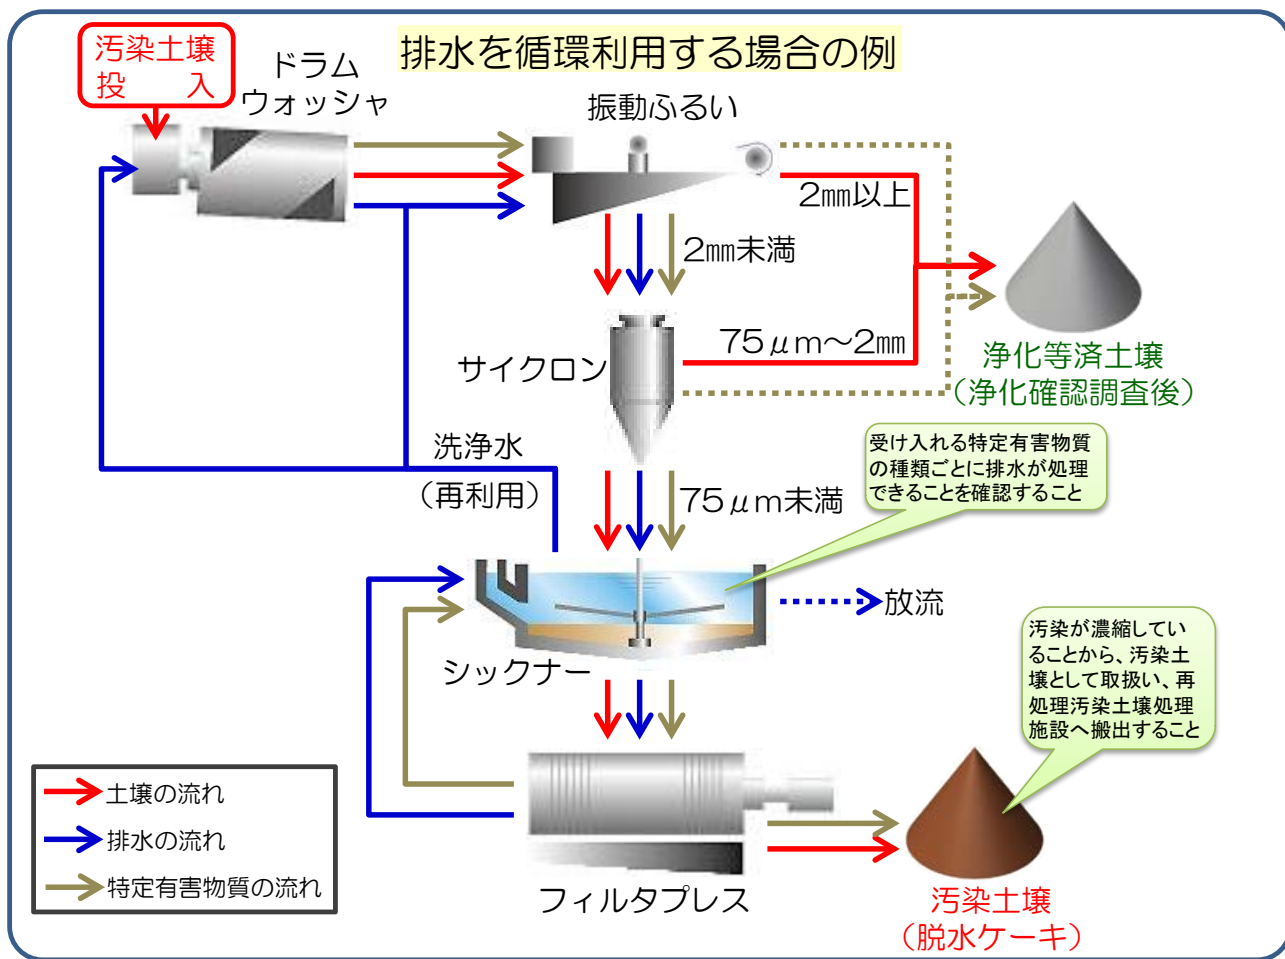 排水を循環利用する場合の例
汚染土壌
投　入
ドラム
ウォッシャ
振動ふるい
2㎜以上
2㎜未満
サイクロン
75μm～2㎜
浄化等済土壌
（浄化確認調査後）
洗浄水
（再利用）
75μm未満
受け入れる特定有害物質
の種類ごとに排水が処理
できることを確認すること
放流
シックナー
汚染が濃縮してい
ることから、汚染土
壌として取扱い、再
処理汚染土壌処理
施設へ搬出すること
土壌の流れ
排水の流れ
特定有害物質の流れ
フィルタプレス
汚染土壌
（脱水ケーキ）